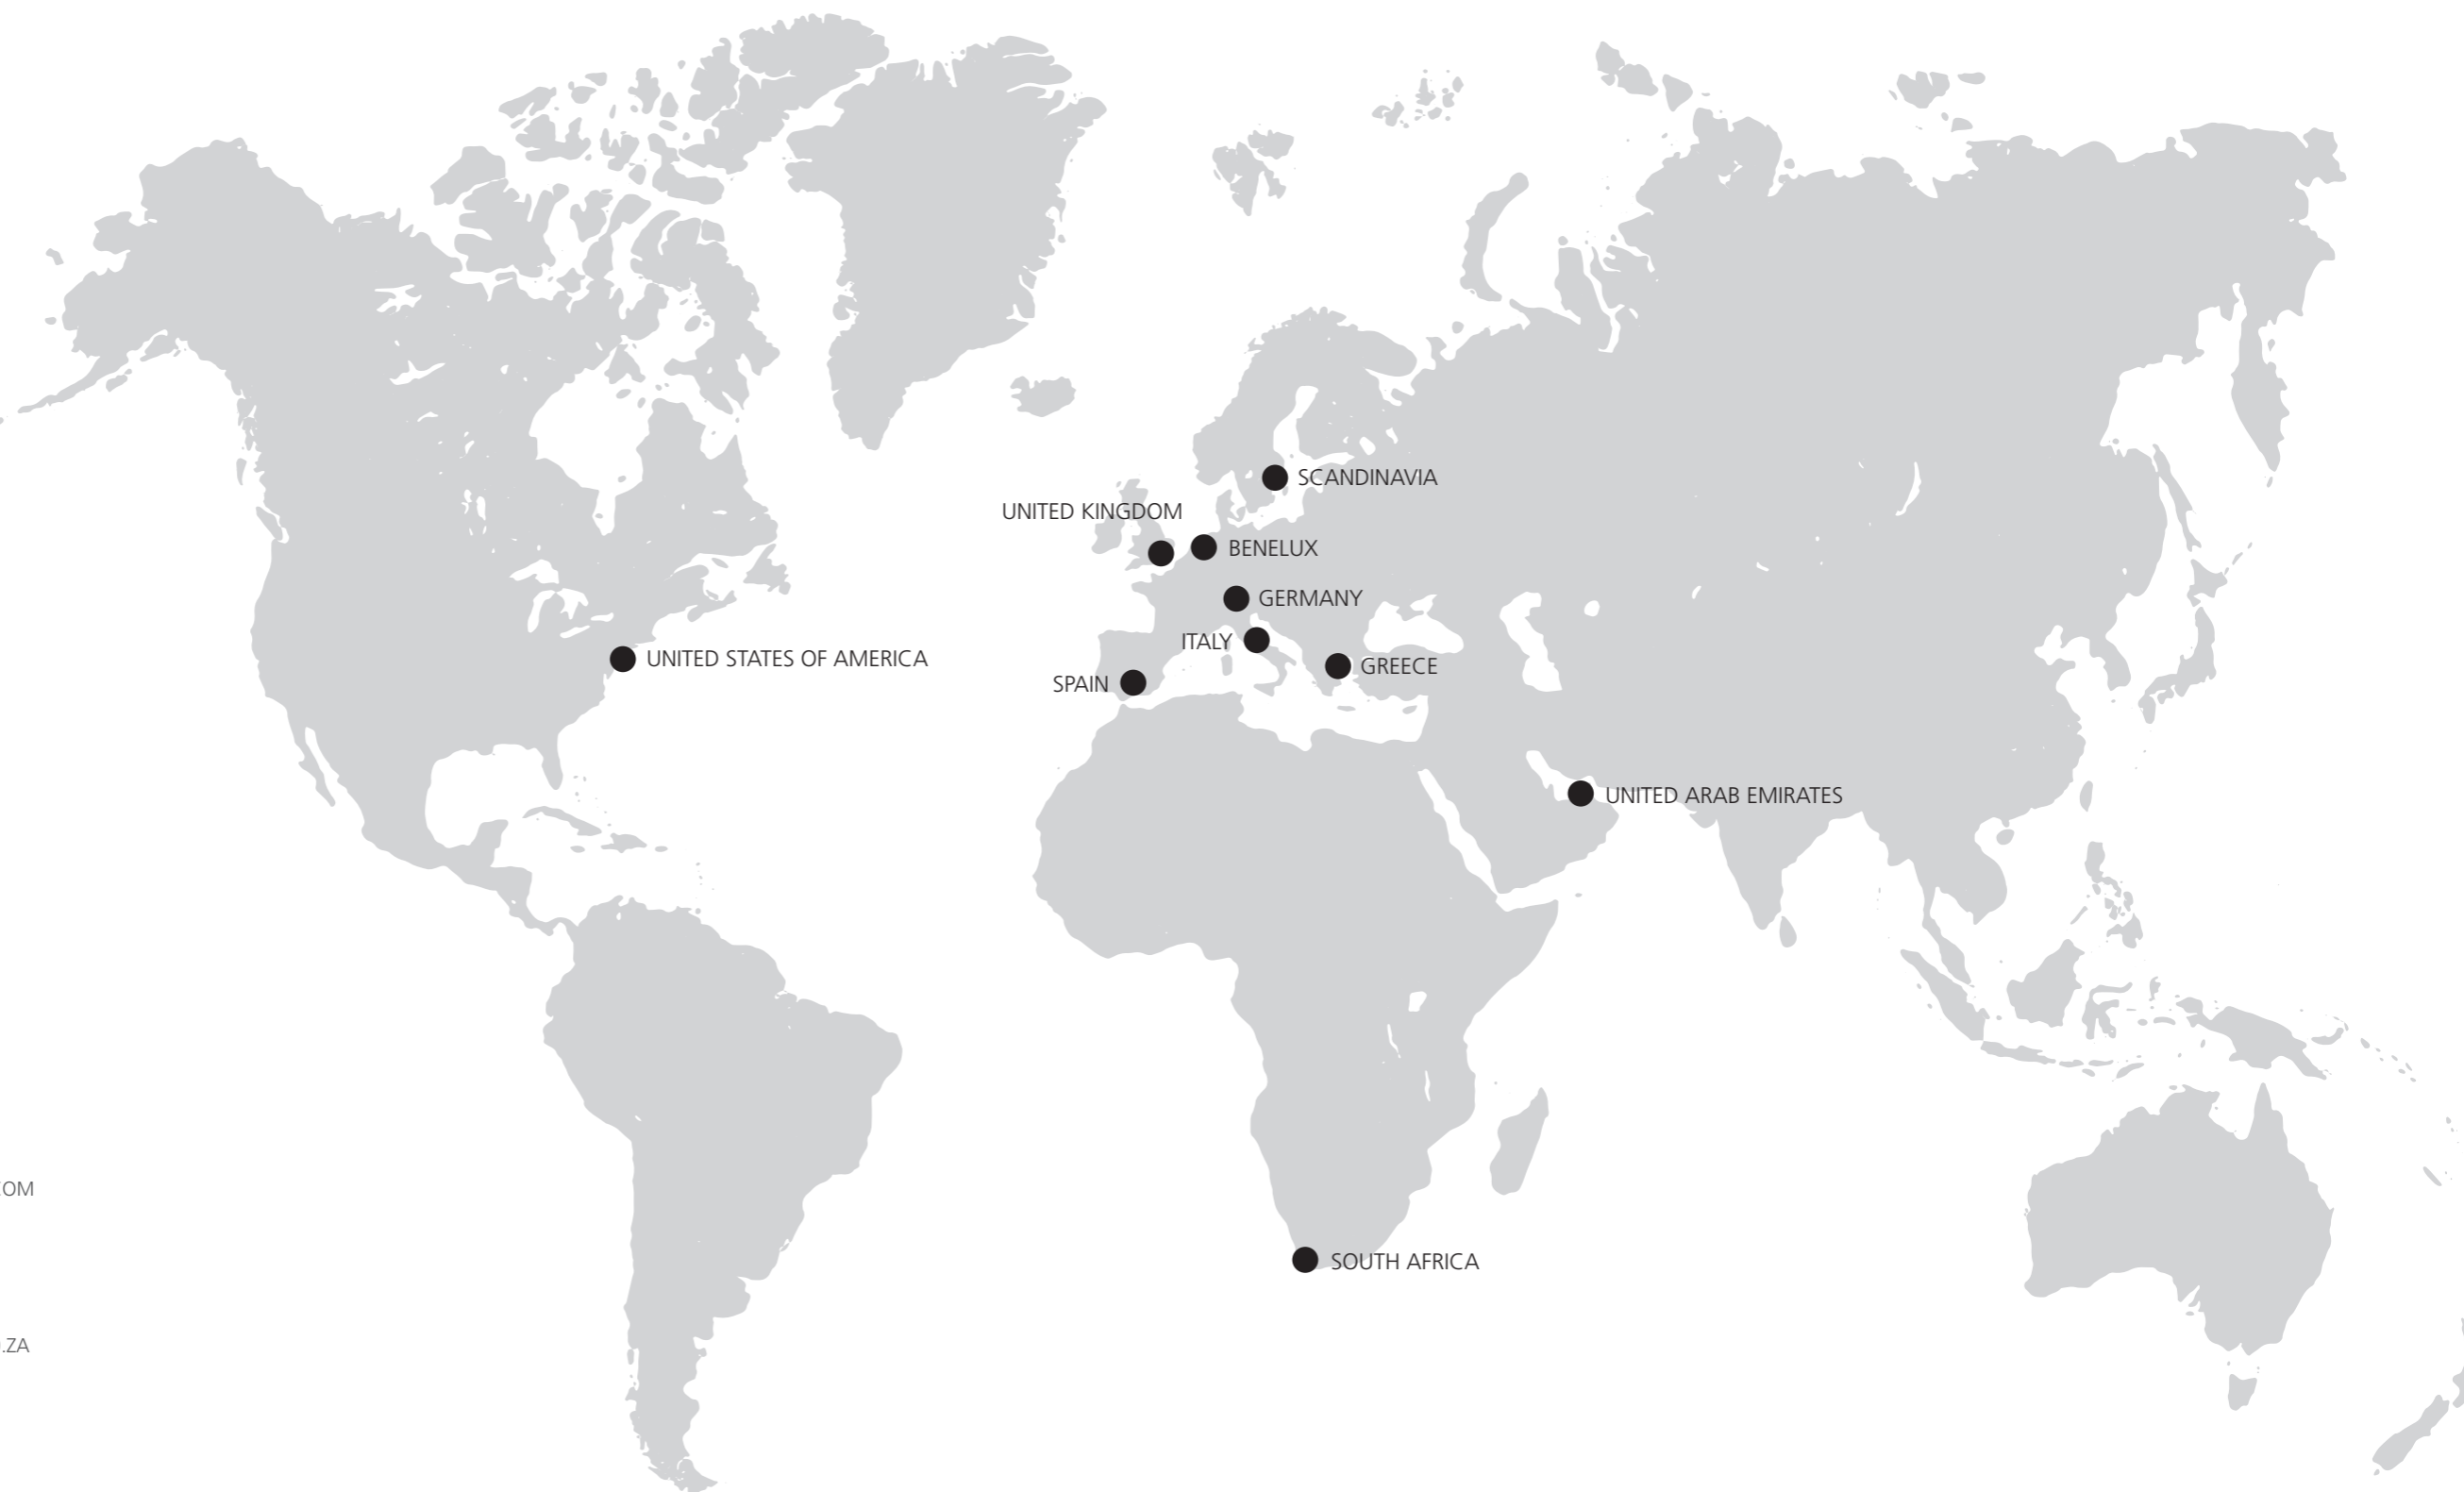 SCANDINAVIA
UNITED KINGDOM
BENELUX
GERMANY
ITALY
UNITED STATES OF AMERICA
GREECE
SPAIN
UNITED ARAB EMIRATES
OM
SOUTH AFRICA
.ZA